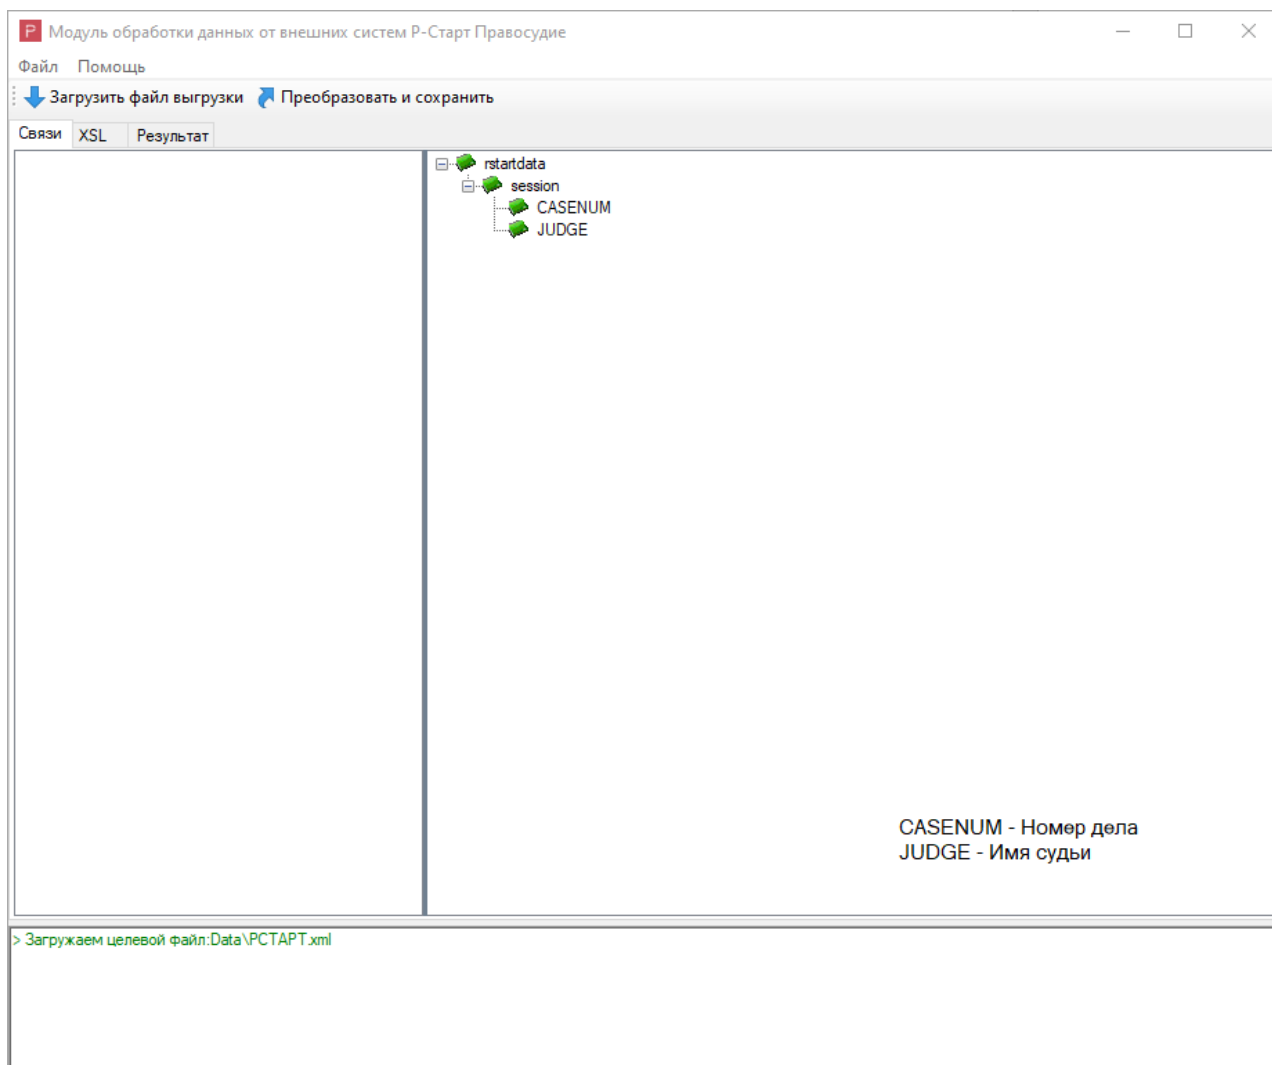 Р Модуль обработки данных от внешних систем Р-Старт Правосудие
Файл Помощь
Загрузить файл выгрузки Преобразовать и сохранить
Связи XSL Результат
rstartdata
session
CASENUM
JUDGE
CASENUM - Номер дела
JUDGE - Имя судьи
> Загружаем целевой файл:Data\РСТАРТ.xml